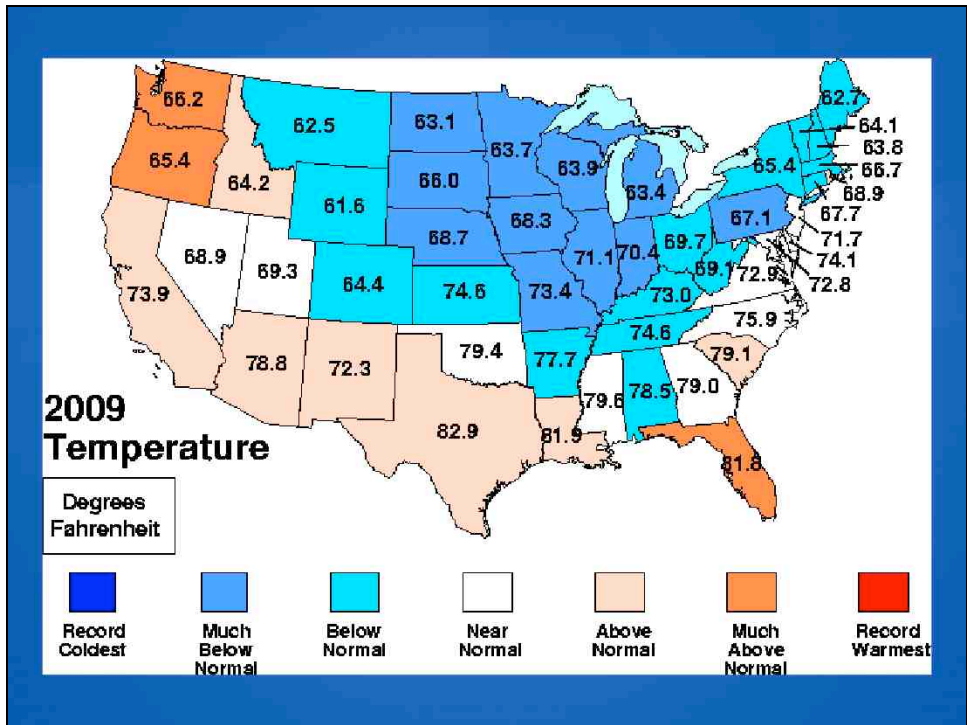 66.2
65.4
64.2
62.5
61.6
63.1
66.0
68.7
63.7
68.3
63.9
63.4
62.7
64.1
63.8
66.7
68.9
67.7
65.4
67.1
71.7
74.1
72.8
72.9
68.9
69.3
64.4
74.6
73.4
71.1
70.4
69.7
69.1
73.0
74.6
75.9
73.9
78.8
72.3
79.4
77.7
79.6
78.5
79.0
79.1
82.9
81.9
81.8
2009
Temperature
Degrees
Fahrenheit
Record
Coldest
Much
Below
Normal
Below
Normal
Near
Normal
Above
Normal
Much
Above
Normal
Record
Warmest